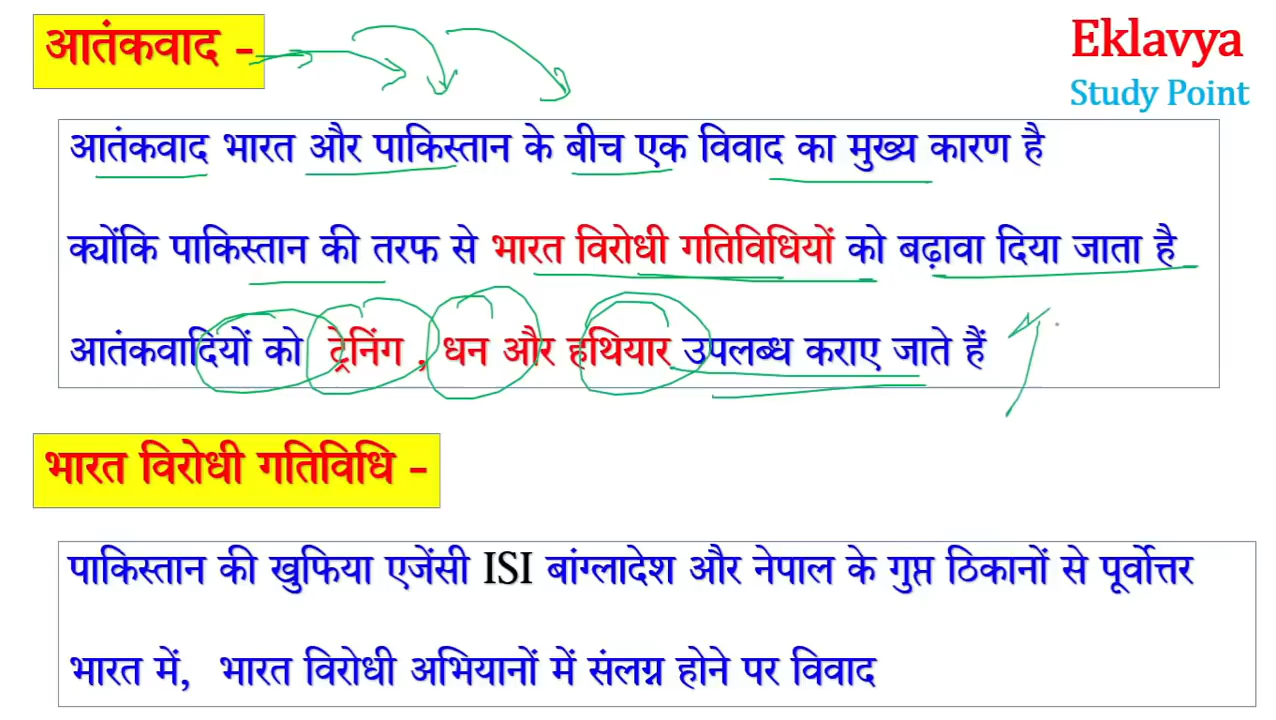 आतंकवाद -
Eklavya
Study Point
आतंकवाद भारत और पाकिस्तान के बीच एक विवाद का मुख्य कारण है
क्योंकि पाकिस्तान की तरफ से भारत विरोधी गतिविधियों को बढ़ावा दिया जाता है
आतंकवादियों को ट्रेनिंग , धन और हथियार उपलब्ध कराए जाते हैं
भारत विरोधी गतिविधि -
पाकिस्तान की खुफिया एजेंसी ISI बांग्लादेश और नेपाल के गुप्त ठिकानों से पूर्वोत्तर
भारत में, भारत विरोधी अभियानों में संलग्न होने पर विवाद